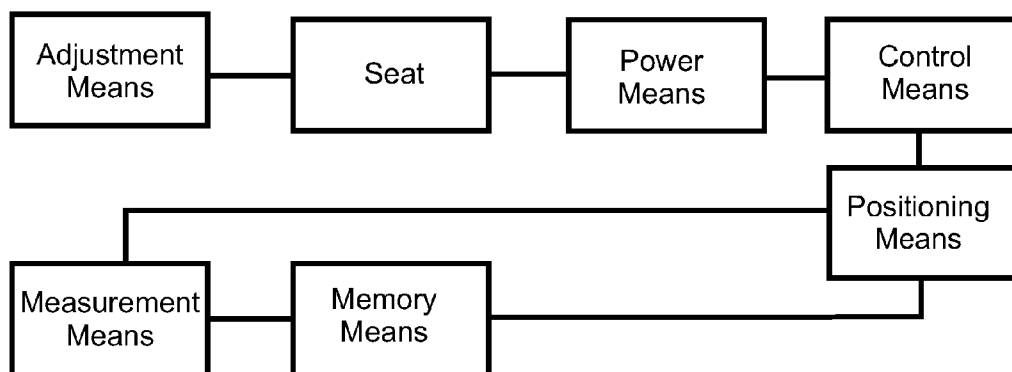 Adjustment
Means
Seat
Power
Means
Control
Means
Positioning
Means
Measurement
Means
Memory
Means